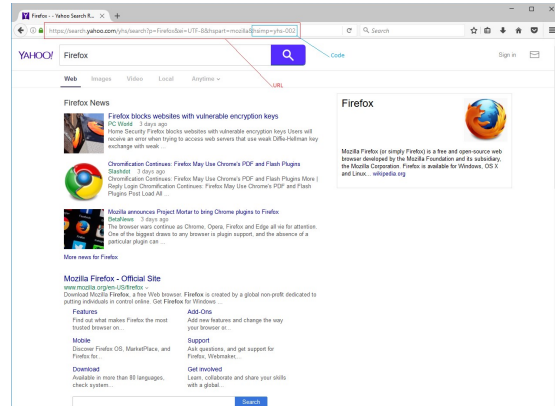 Firefox - - Yahoo Search R...
https://search.yahoo.com/yhs/search?p=Firefox&ei=UTF-8&hspart=mozilla&hsimp=yhs-002
Search
YAHOO!
Firefox
Code
Sign in
Web Images Video Local Anytime
URL
Firefox News
Firefox blocks websites with vulnerable encryption keys
PC World 3 days ago
Home Security Firefox blocks websites with vulnerable encryption keys Users will
receive an error when trying to access web servers that use weak Diffie-Hellman key
exchange with weak ...
Chromification Continues: Firefox May Use Chrome's PDF and Flash Plugins
Slashdot 3 days ago
Chromification Continues: Firefox May Use Chrome's PDF and Flash Plugins More |
Reply Login Chromification Continues: Firefox May Use Chrome's PDF and Flash
Plugins Post Load All ...
Mozilla announces Project Mortar to bring Chrome plugins to Firefox
BetaNews 3 days ago
The browser wars continue as Chrome, Opera, Firefox and Edge all vie for attention.
One of the biggest draws to any browser is plugin support, and the absence of a
particular plugin can ...
More news for Firefox
Firefox
Mozilla Firefox (or simply Firefox) is a free and open-source web
browser developed by the Mozilla Foundation and its subsidiary,
the Mozilla Corporation. Firefox is available for Windows, OS X
and Linux... wikipedia.org
Mozilla Firefox - Official Site
www.mozilla.org/en-US/firefox
Download Mozilla Firefox, a free Web browser. Firefox is created by a global non-profit dedicated to
putting individuals in control online. Get Firefox for Windows ...
Features
Find out what makes Firefox the most
trusted browser on...
Add-Ons
Add new features and change the way
your browser or...
Mobile
Discover Firefox OS, MarketPlace, and
Firefox for...
Support
Ask questions, and get support for
Firefox, Webmaker...
Download
Available in more than 80 languages,
check system...
Get involved
Learn, collaborate and share your skills
with a global...
Search